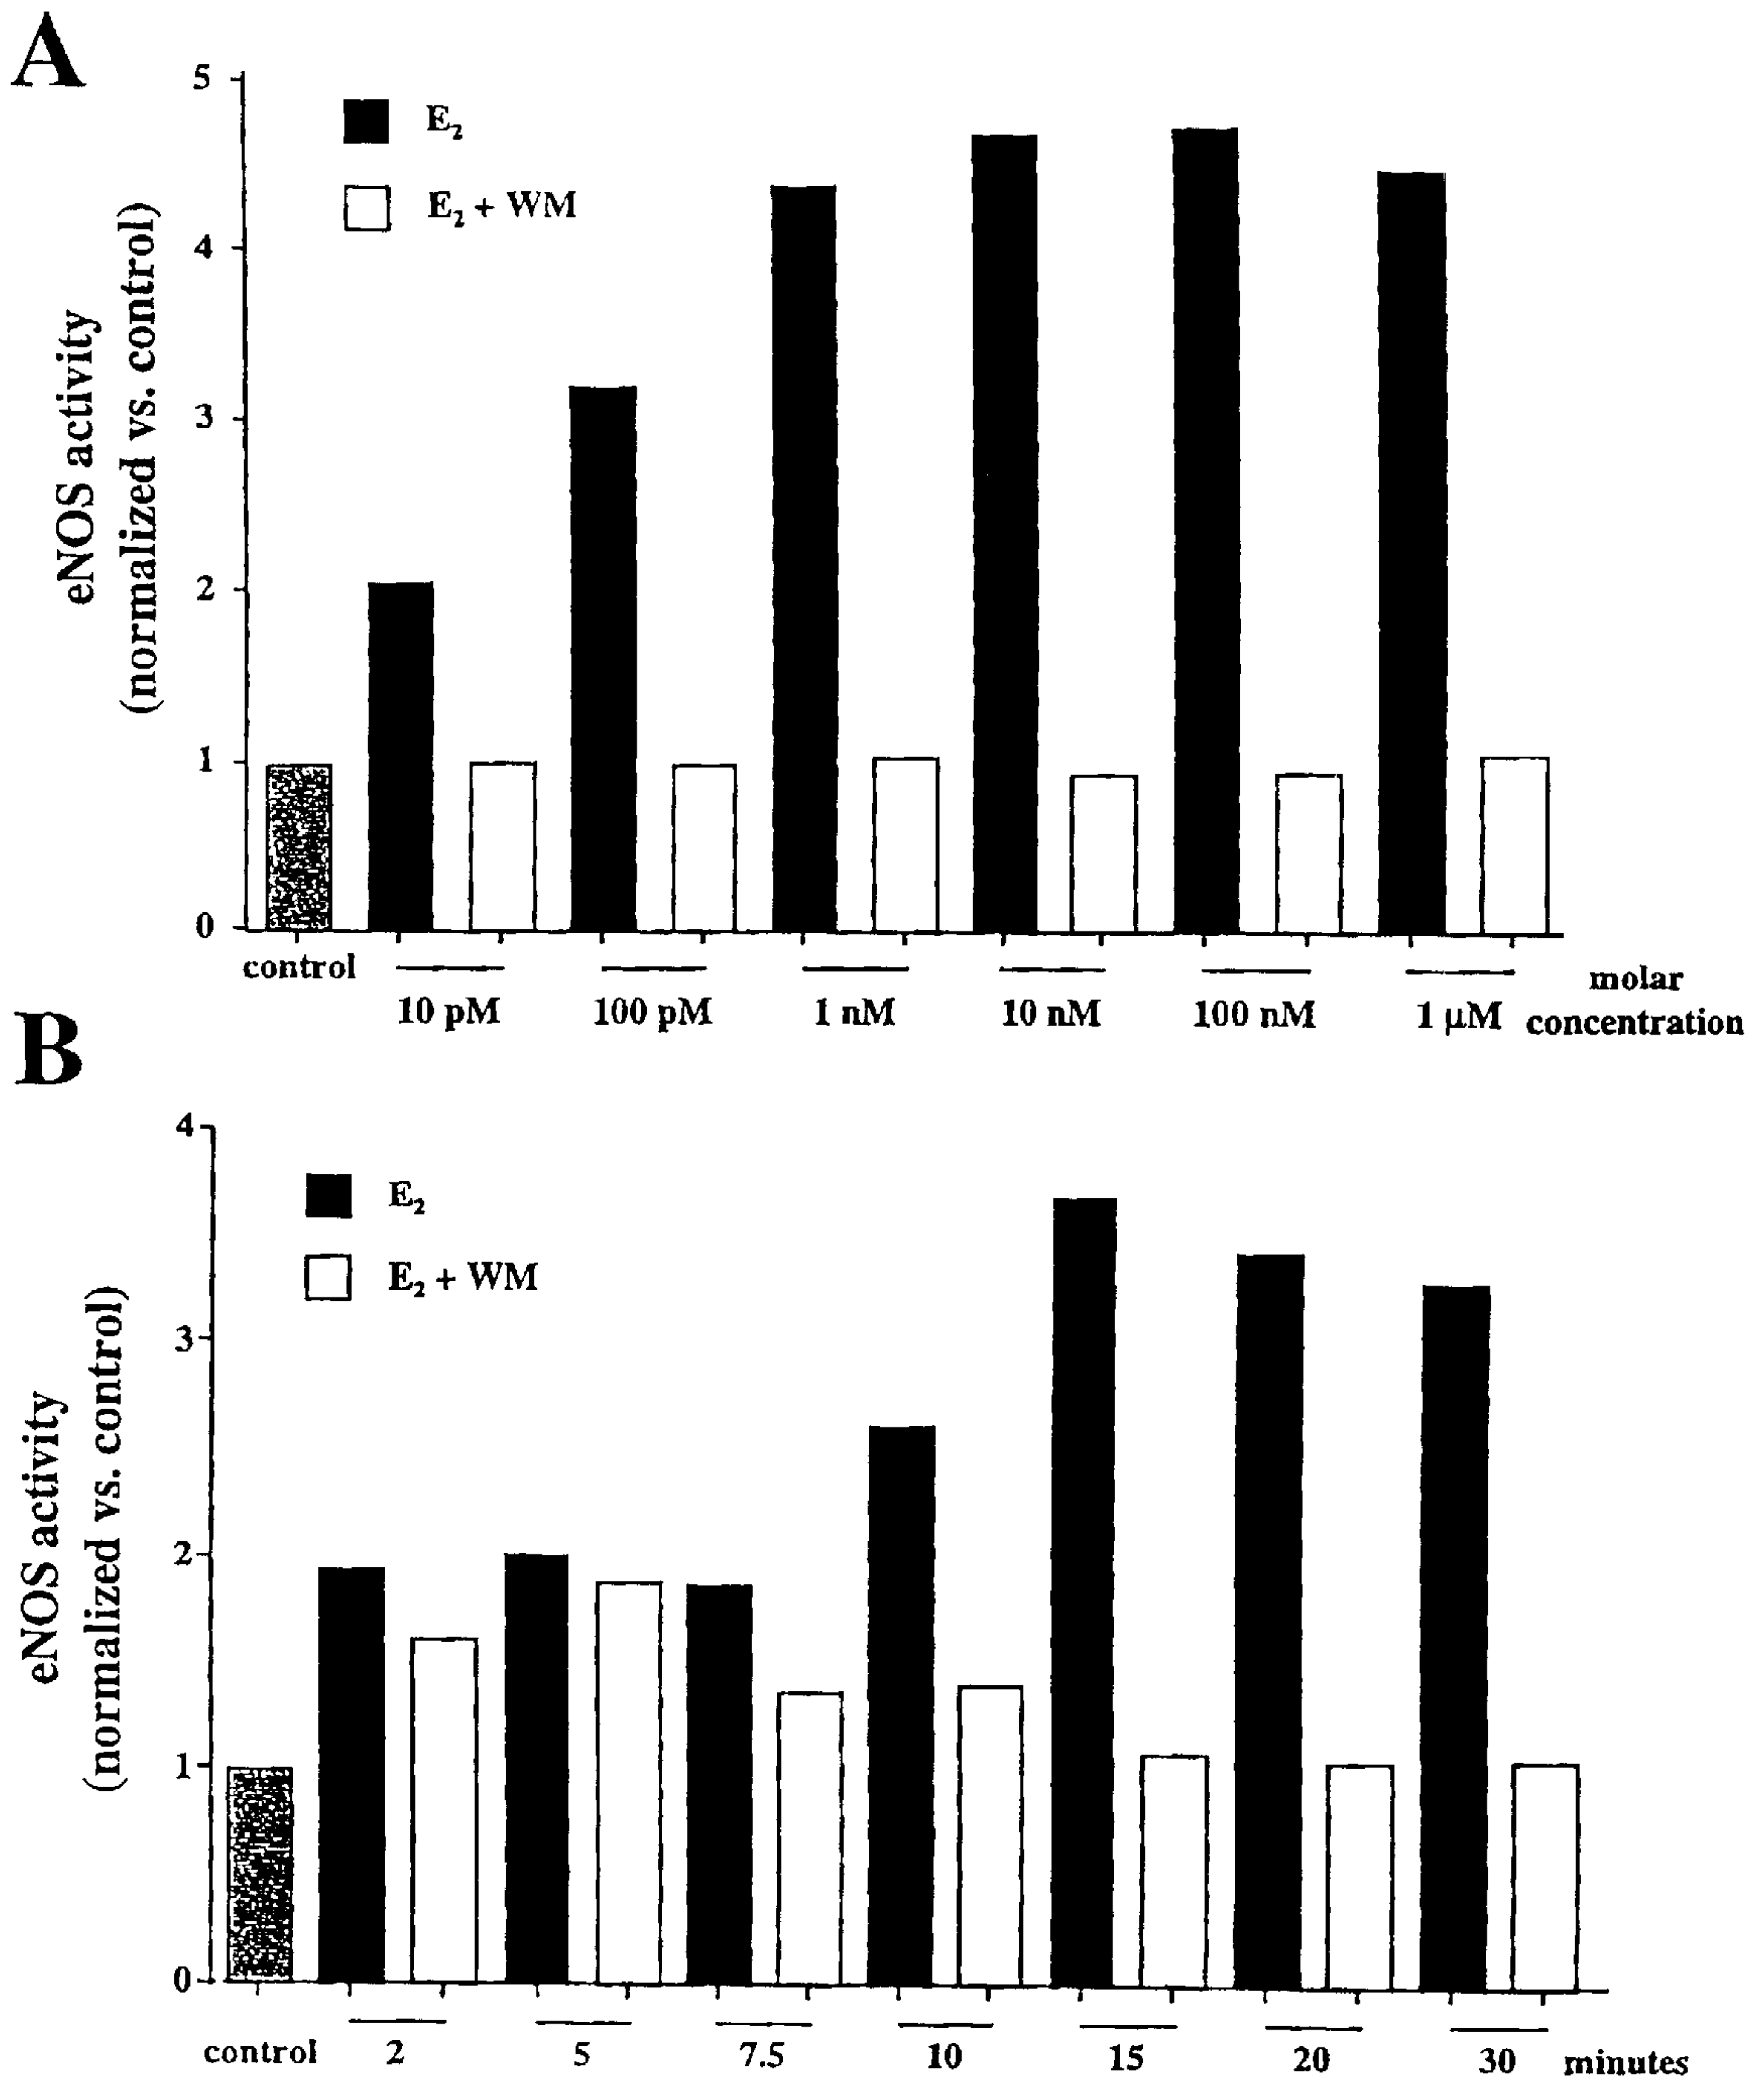 A
5
E₂
E₂ + WM
4
3
2
1
0
eNOS activity
(normalized vs. control)
control
10 pM
100 pM
1 nM
10 nM
100 nM
1 μM
molar
concentration
B
4
E₂
E₂ + WM
3
2
1
0
eNOS activity
(normalized vs. control)
control
2
5
7.5
10
15
20
30
minutes